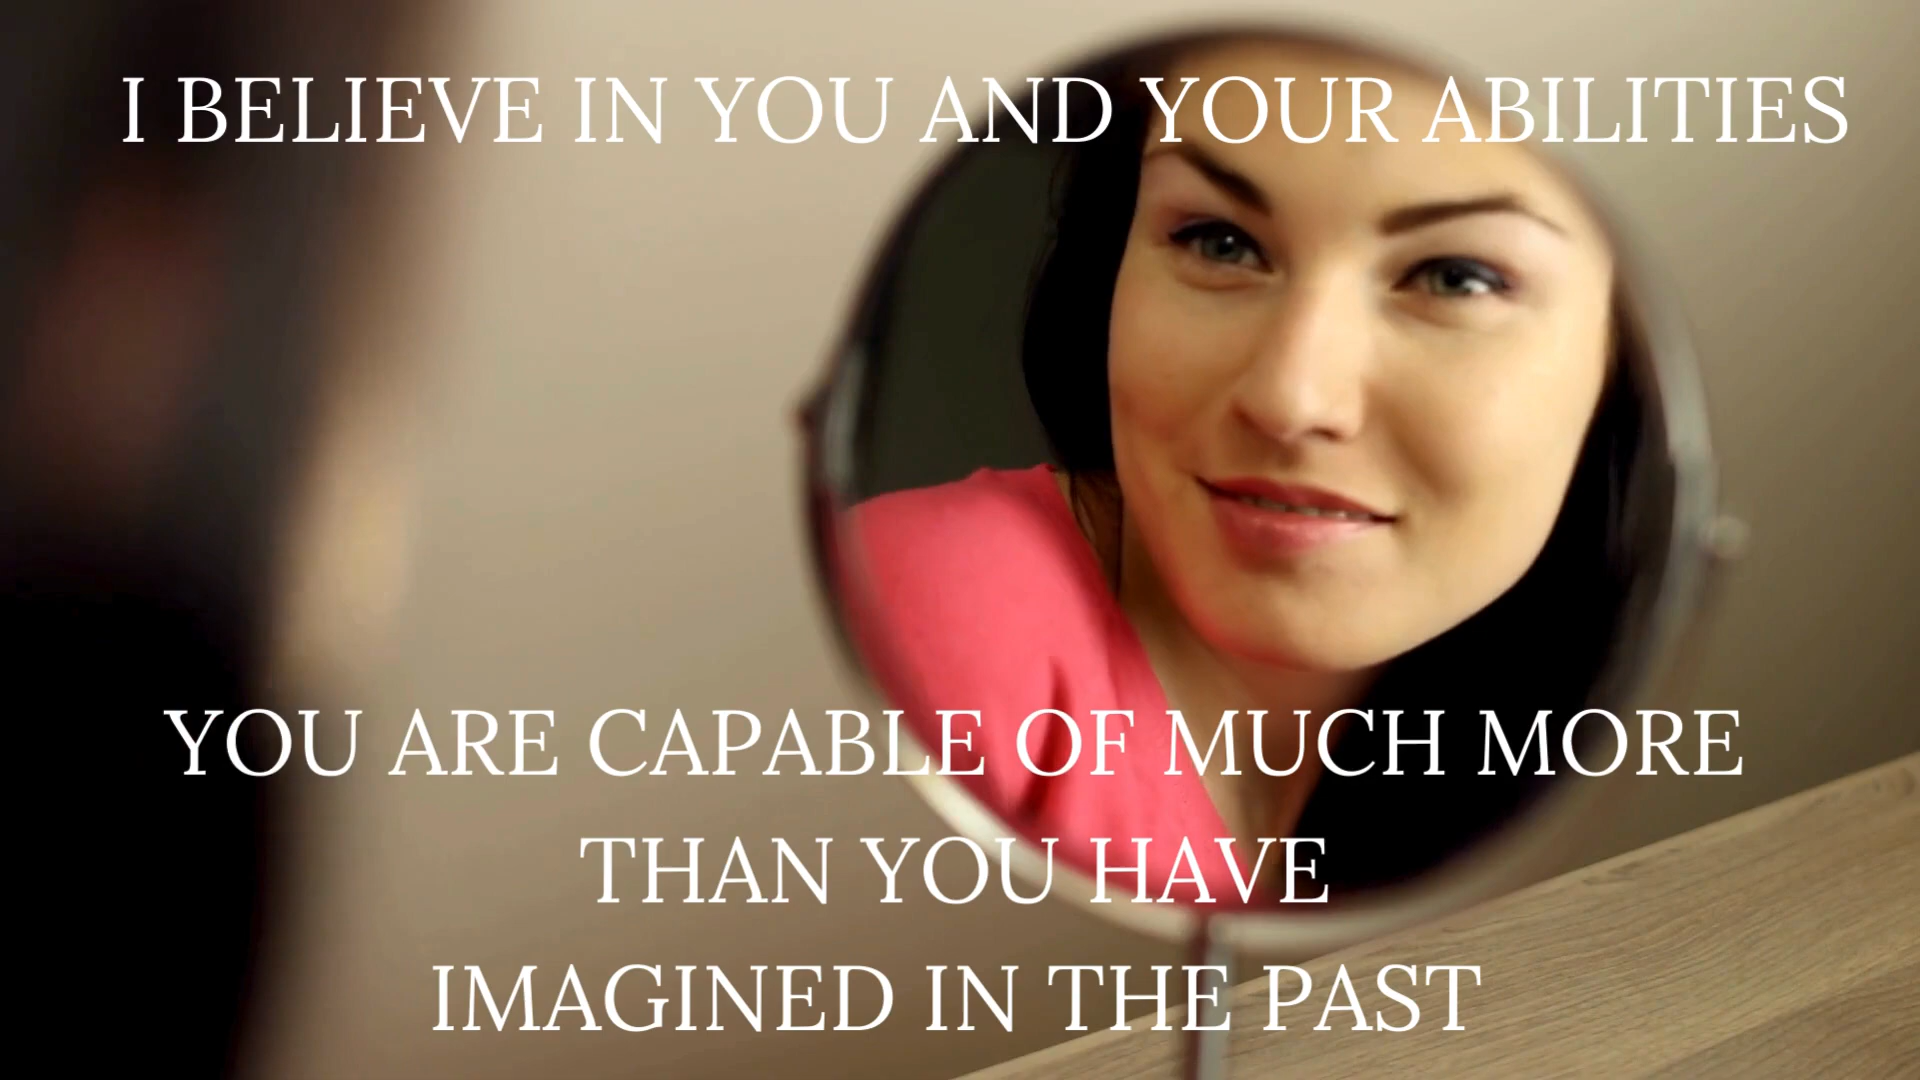 I BELIEVE IN YOU AND YOUR ABILITIES
YOU ARE CAPABLE OF MUCH MORE
THAN YOU HAVE
IMAGINED IN THE PAST